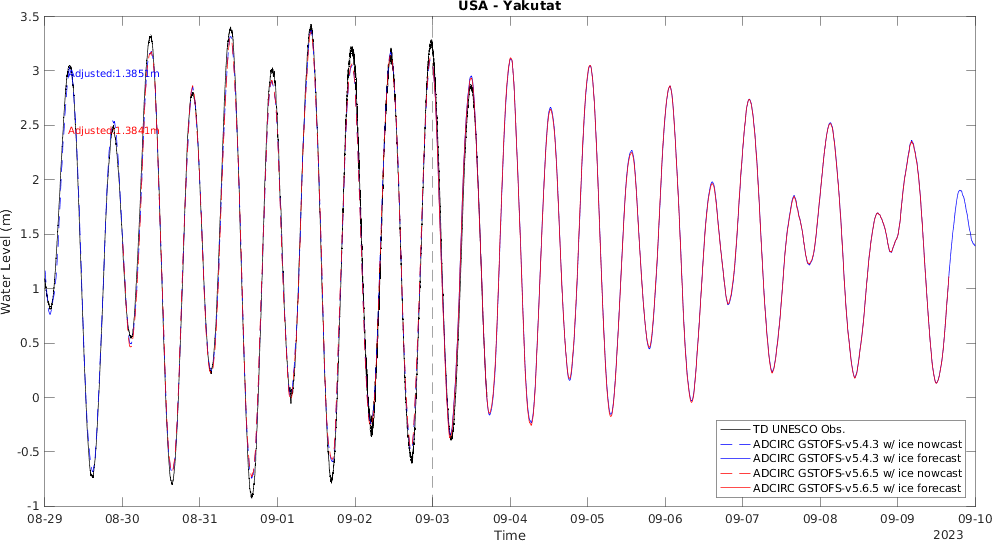 USA - Yakutat
3.5
3
2.5
2
1.5
1
0.5
0
-0.5
-1
Water Level (m)
Adjusted:1.3851m
Adjusted:1.3841m
TD UNESCO Obs.
ADCIRC GSTOFS-v5.4.3 w/ ice nowcast
ADCIRC GSTOFS-v5.4.3 w/ ice forecast
ADCIRC GSTOFS-v5.6.5 w/ ice nowcast
ADCIRC GSTOFS-v5.6.5 w/ ice forecast
08-29 08-30 08-31 09-01 09-02 09-03 09-04 09-05 09-06 09-07 09-08 09-09 09-10
Time
2023